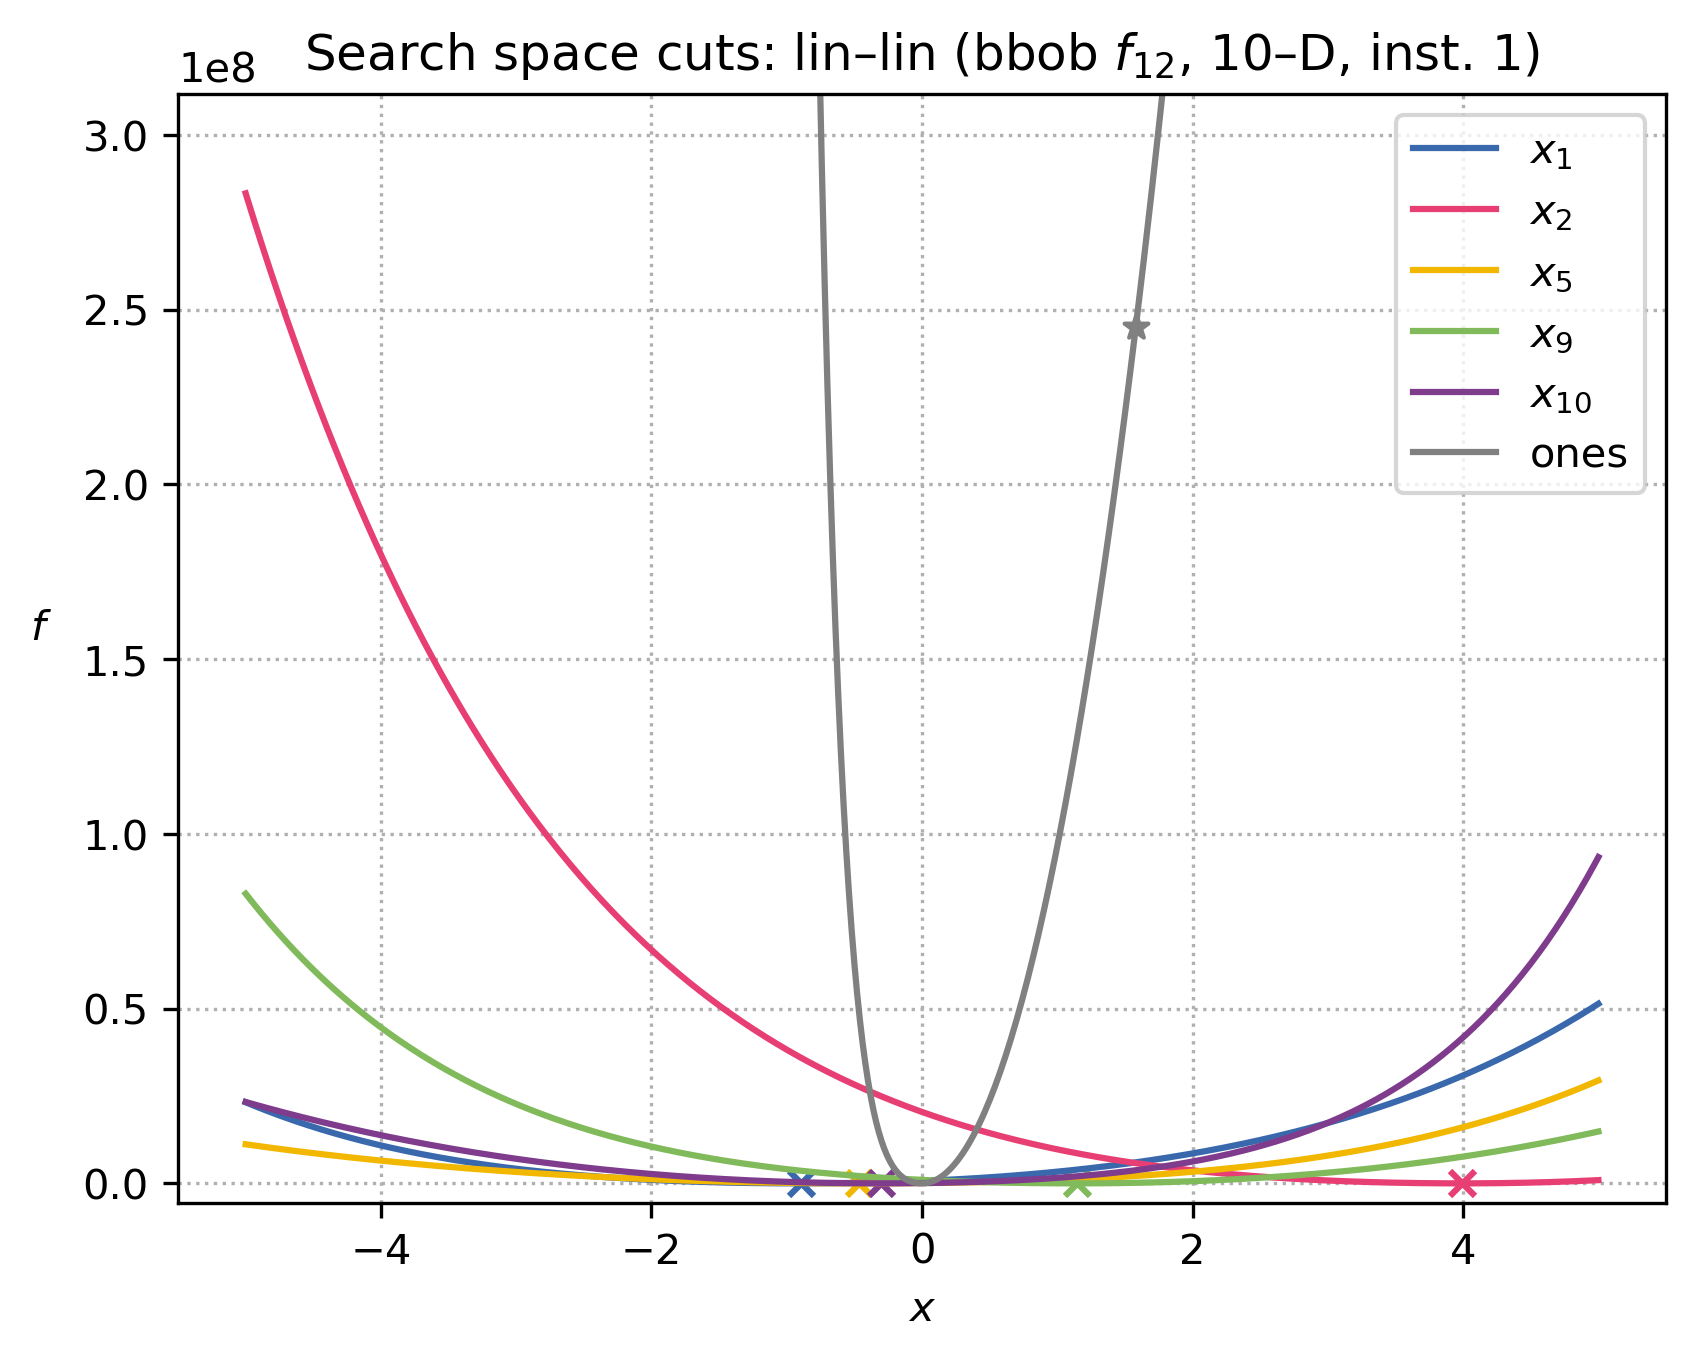 1e8
Search space cuts: lin–lin (bbob f₁₂, 10–D, inst. 1)
3.0
2.5
2.0
1.5
1.0
0.5
0.0
f
x₁
x₂
x₅
x₉
x₁₀
ones
−4
−2
0
2
4
x